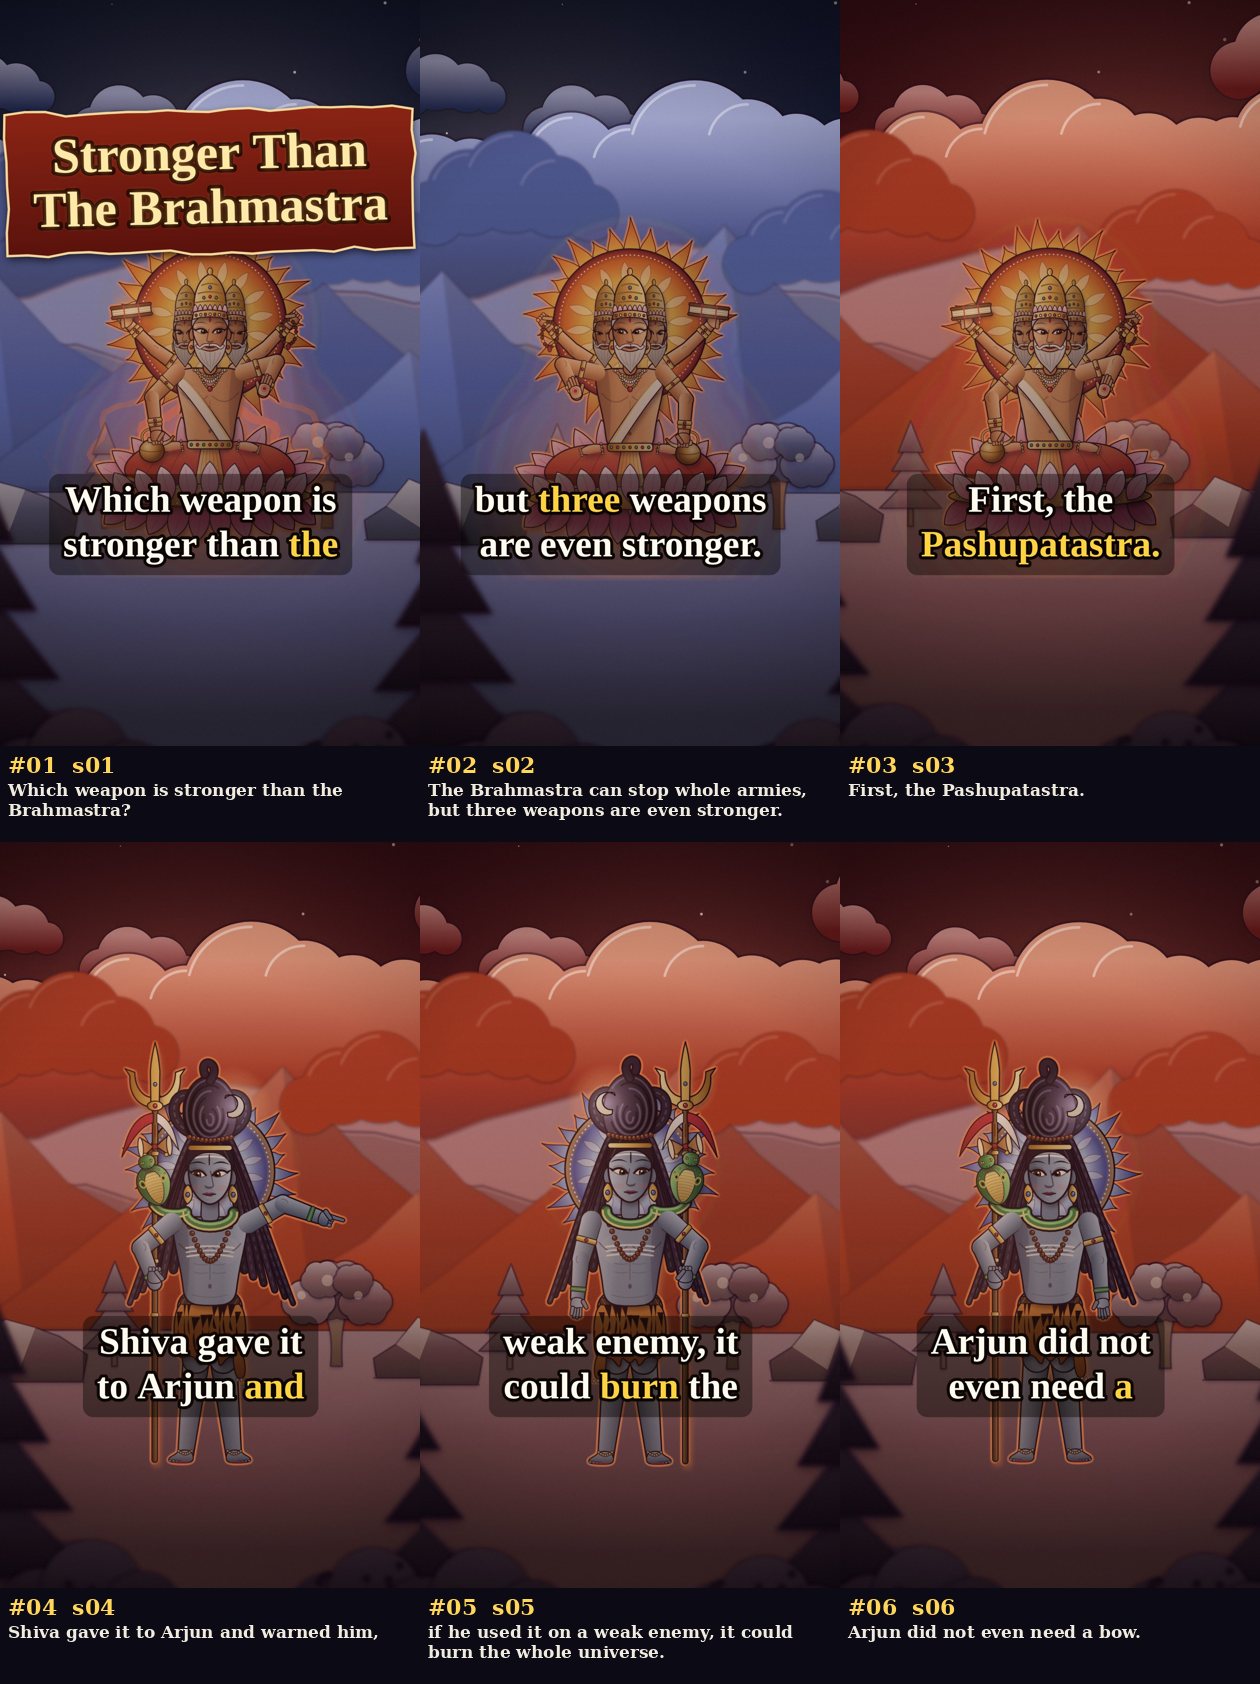 Stronger Than
The Brahmastra
Which weapon is
stronger than the
#01 s01
Which weapon is stronger than the
Brahmastra?
but three weapons
are even stronger.
#02 s02
The Brahmastra can stop whole armies,
but three weapons are even stronger.
First, the
Pashupatastra.
#03 s03
First, the Pashupatastra.
Shiva gave it
to Arjun and
#04 s04
Shiva gave it to Arjun and warned him,
weak enemy, it
could burn the
#05 s05
if he used it on a weak enemy, it could
burn the whole universe.
Arjun did not
even need a
#06 s06
Arjun did not even need a bow.